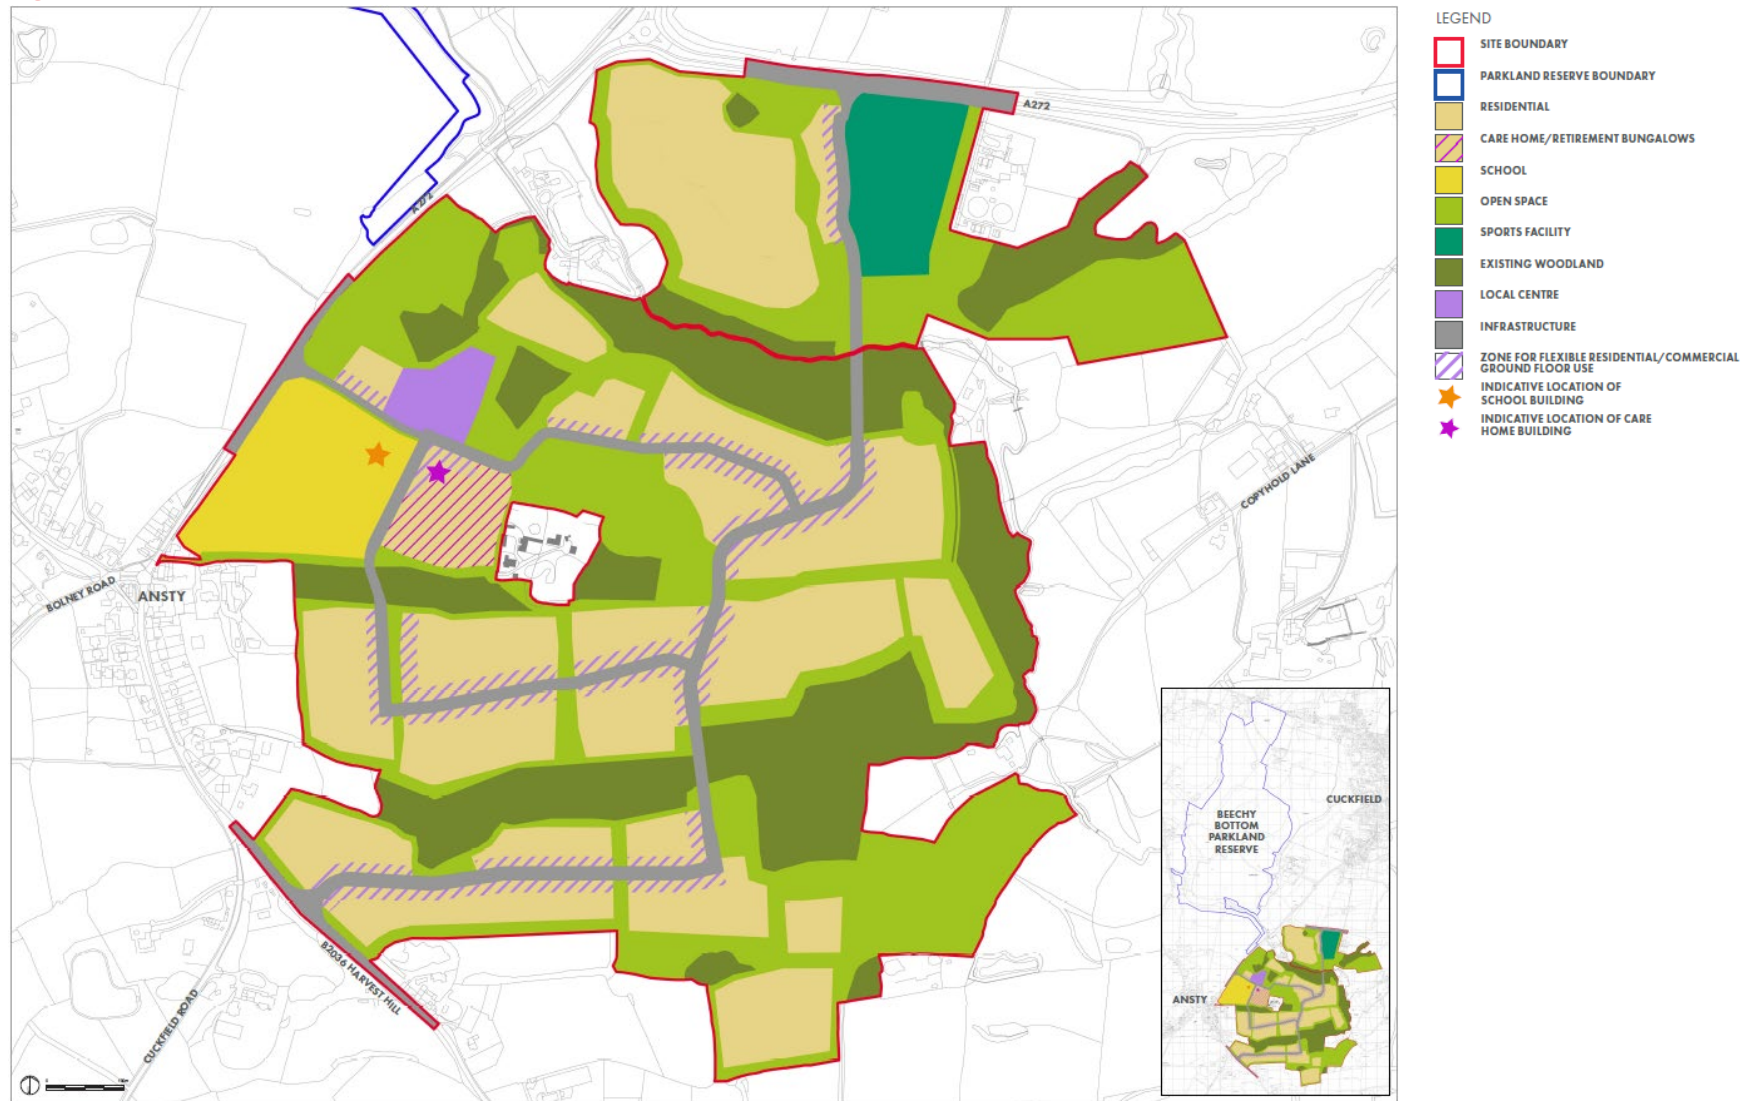 LEGEND
SITE BOUNDARY
PARKLAND RESERVE BOUNDARY
RESIDENTIAL
CARE HOME/RETIREMENT BUNGALOWS
SCHOOL
OPEN SPACE
SPORTS FACILITY
EXISTING WOODLAND
LOCAL CENTRE
INFRASTRUCTURE
ZONE FOR FLEXIBLE RESIDENTIAL/COMMERCIAL
GROUND FLOOR USE
INDICATIVE LOCATION OF
SCHOOL BUILDING
INDICATIVE LOCATION OF CARE
HOME BUILDING
A272
A272
COPYHOLD LANE
BOLNEY ROAD
ANSTY
B2036 HARVEST HILL
CUCKFIELD ROAD
CUCKFIELD
BEECHY
BOTTOM
PARKLAND
RESERVE
ANSTY